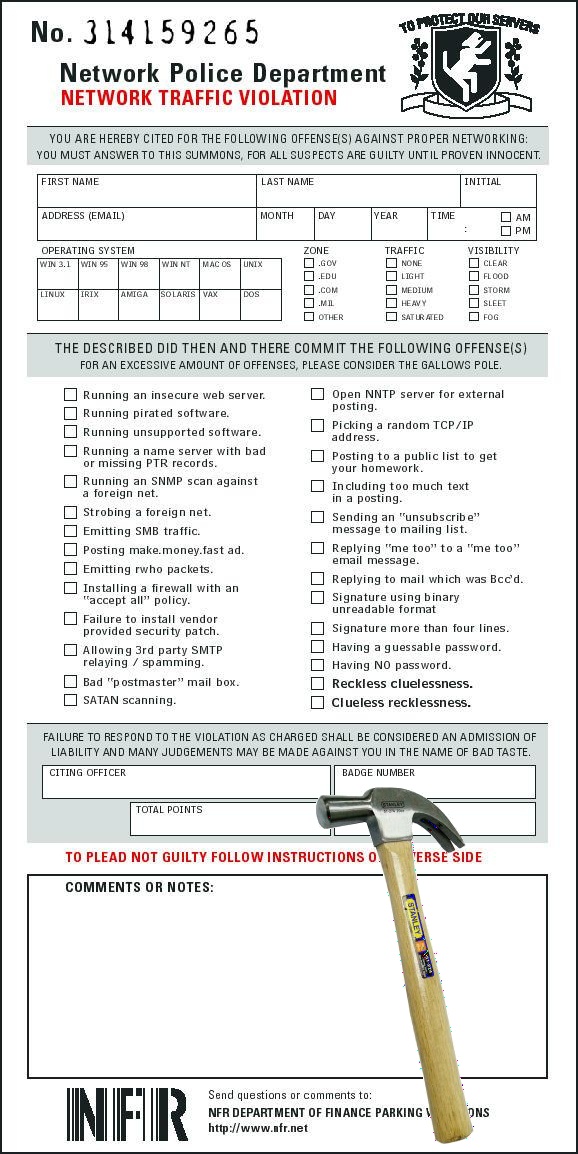 No. 314159265
TO PROTECT OUR SERVERS
Network Police Department
NETWORK TRAFFIC VIOLATION
YOU ARE HEREBY CITED FOR THE FOLLOWING OFFENSE(S) AGAINST PROPER NETWORKING:
YOU MUST ANSWER TO THIS SUMMONS, FOR ALL SUSPECTS ARE GUILTY UNTIL PROVEN INNOCENT.
FIRST NAME LAST NAME INITIAL
ADDRESS (EMAIL) MONTH DAY YEAR TIME : AM
PM
OPERATING SYSTEM ZONE TRAFFIC VISIBILITY
WIN 3.1 WIN 95 WIN 98 WIN NT MAC OS UNIX
LINUX IRIX AMIGA SOLARIS VAX DOS
.GOV NONE CLEAR
.EDU LIGHT FLOOD
.COM MEDIUM STORM
.MIL HEAVY SLEET
OTHER SATURATED FOG
THE DESCRIBED DID THEN AND THERE COMMIT THE FOLLOWING OFFENSE(S)
FOR AN EXCESSIVE AMOUNT OF OFFENSES, PLEASE CONSIDER THE GALLOWS POLE.
Running an insecure web server.
Running pirated software.
Running unsupported software.
Running a name server with bad
or missing PTR records.
Running an SNMP scan against
a foreign net.
Strobing a foreign net.
Emitting SMB traffic.
Posting make.money.fast ad.
Emitting rwho packets.
Installing a firewall with an
"accept all" policy.
Failure to install vendor
provided security patch.
Allowing 3rd party SMTP
relaying / spamming.
Bad "postmaster" mail box.
SATAN scanning.
Open NNTP server for external
posting.
Picking a random TCP/IP
address.
Posting to a public list to get
your homework.
Including too much text
in a posting.
Sending an "unsubscribe"
message to mailing list.
Replying "me too" to a "me too"
email message.
Replying to mail which was Bcc'd.
Signature using binary
unreadable format
Signature more than four lines.
Having a guessable password.
Having NO password.
Reckless cluelessness.
Clueless recklessness.
FAILURE TO RESPOND TO THE VIOLATION AS CHARGED SHALL BE CONSIDERED AN ADMISSION OF
LIABILITY AND MANY JUDGEMENTS MAY BE MADE AGAINST YOU IN THE NAME OF BAD TASTE.
CITING OFFICER BADGE NUMBER
TOTAL POINTS
STANLEY
TO PLEAD NOT GUILTY FOLLOW INSTRUCTIONS O ERSE SIDE
COMMENTS OR NOTES:
STANLEY
NFR
Send questions or comments to:
NFR DEPARTMENT OF FINANCE PARKING V ONS
http://www.nfr.net